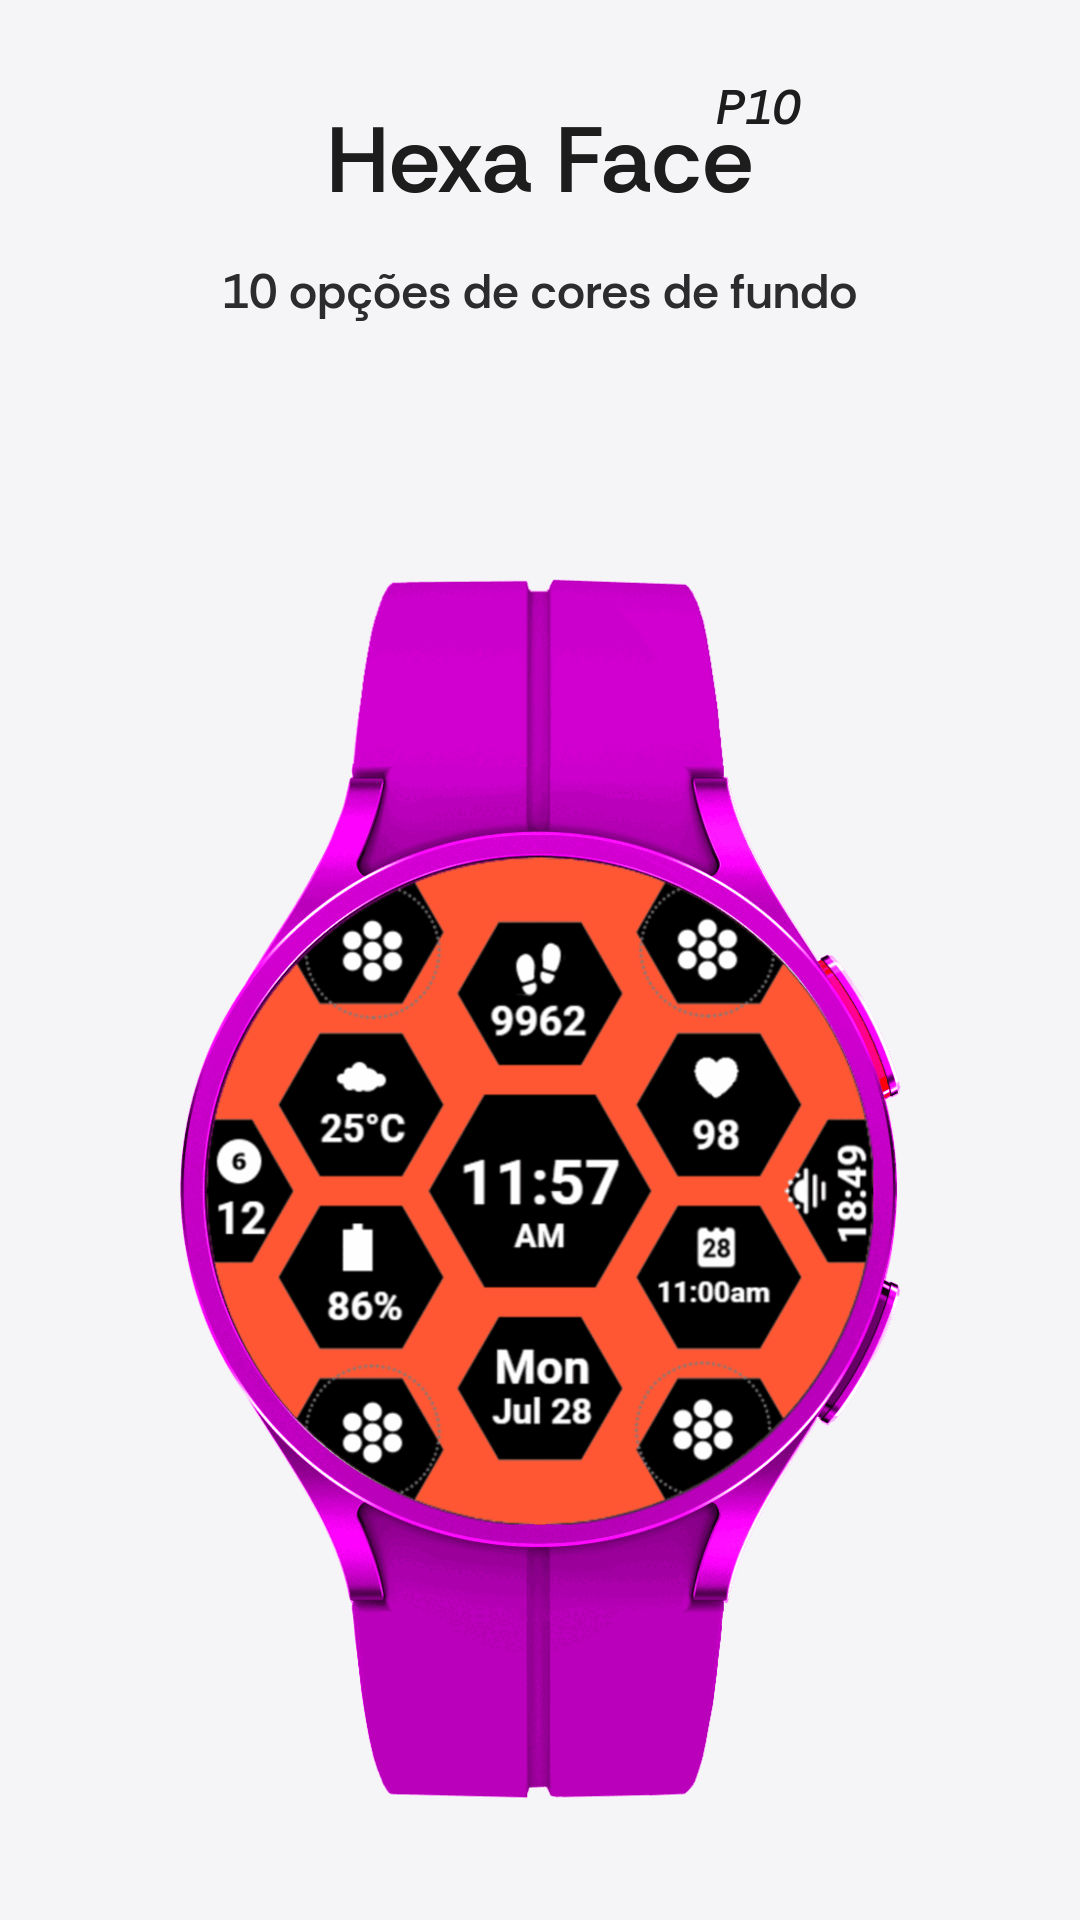 P10
Hexa Face
10 opções de cores de fundo
9962
25°C
98
6
12
11:57
AM
18:49
86%
28
11:00am
Mon
Jul 28